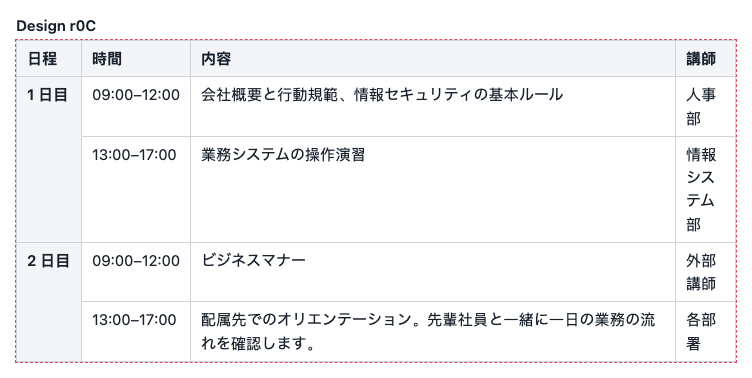 Design r0C
日程 時間 内容 講師
1 日目 09:00–12:00 会社概要と行動規範、情報セキュリティの基本ルール 人事
部
13:00–17:00 業務システムの操作演習 情報
シス
テム
部
2 日目 09:00–12:00 ビジネスマナー 外部
講師
13:00–17:00 配属先でのオリエンテーション。先輩社員と一緒に一日の業務の流 各部
れを確認します。 署